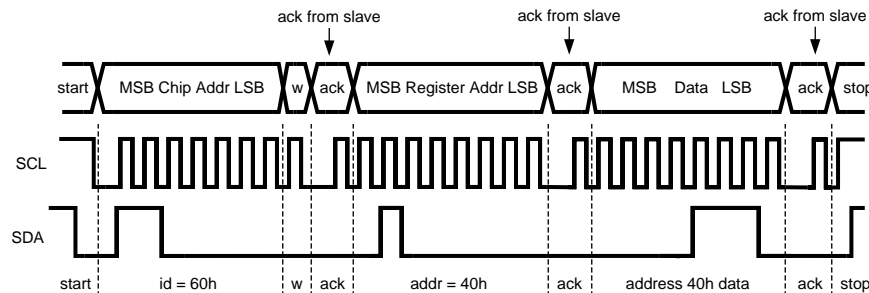 ack from slave ack from slave ack from slave
start MSB Chip Addr LSB w ack MSB Register Addr LSB ack MSB Data LSB ack stop
SCL
SDA
start id = 60h w ack addr = 40h ack address 40h data ack stop